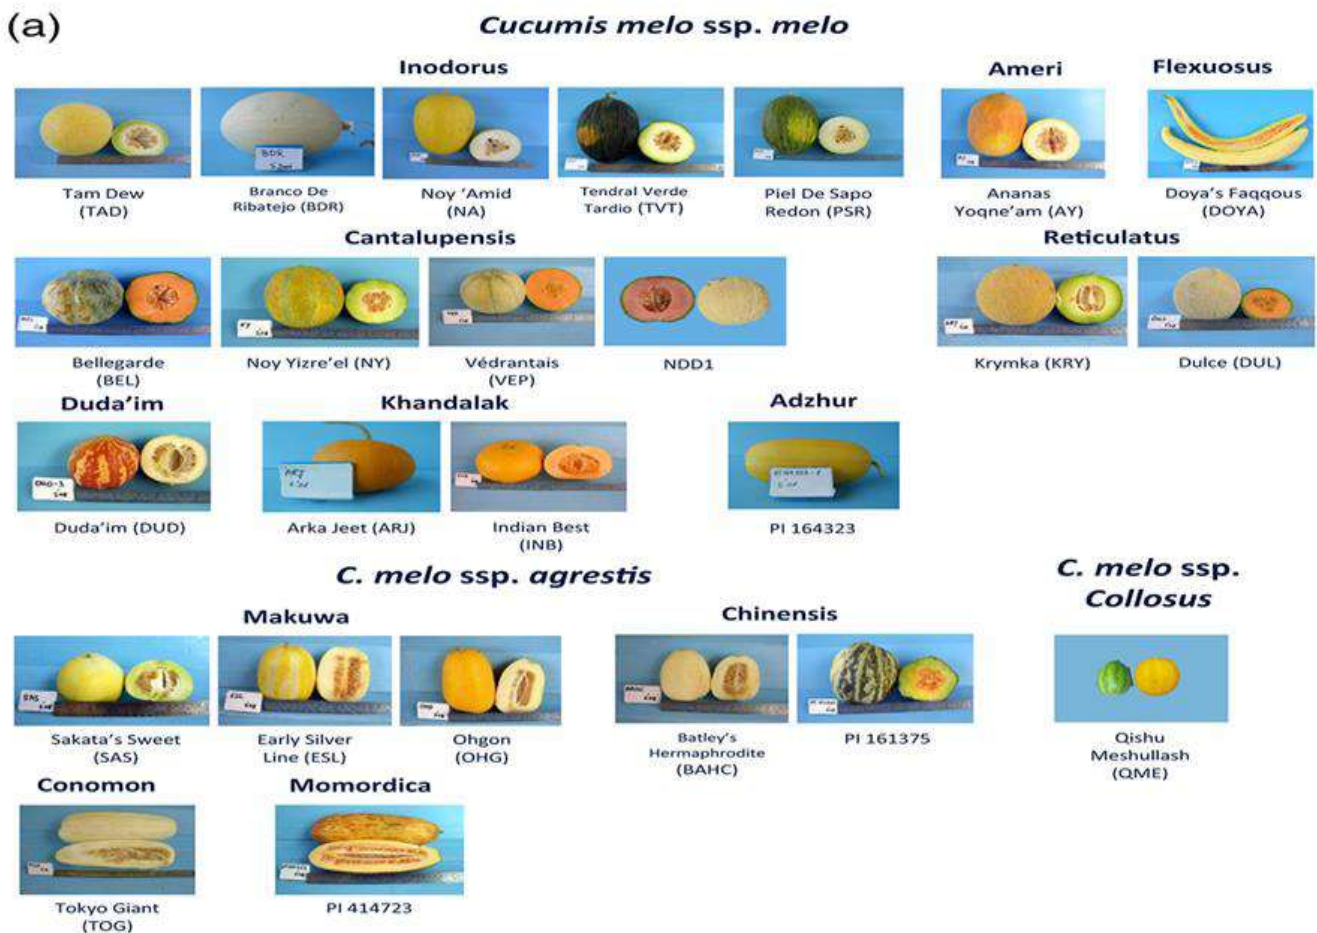 (a)
Cucumis melo ssp. melo
Inodorus
Ameri
Flexuosus
BDR
Tam Dew
(TAD)
Branco De
Ribatejo (BDR)
Noy ‘Amid
(NA)
Tendral Verde
Tardio (TVT)
Piel De Sapo
Redon (PSR)
Ananas
Yoqne’am (AY)
Doya’s Faqqous
(DOYA)
Cantalupensis
Reticulatus
Bellegarde
(BEL)
Noy Yizre’el (NY)
Védrantais
(VEP)
NDD1
Krymka (KRY)
Dulce (DUL)
Duda’im
Khandalak
Adzhur
Duda’im (DUD)
Arka Jeet (ARJ)
Indian Best
(INB)
PI 164323
C. melo ssp. agrestis
C. melo ssp.
Collosus
Makuwa
Chinensis
Sakata’s Sweet
(SAS)
Early Silver
Line (ESL)
Ohgon
(OHG)
Batley’s
Hermaphrodite
(BAHC)
PI 161375
Qishu
Meshullash
(QME)
Conomon
Momordica
Tokyo Giant
(TOG)
PI 414723